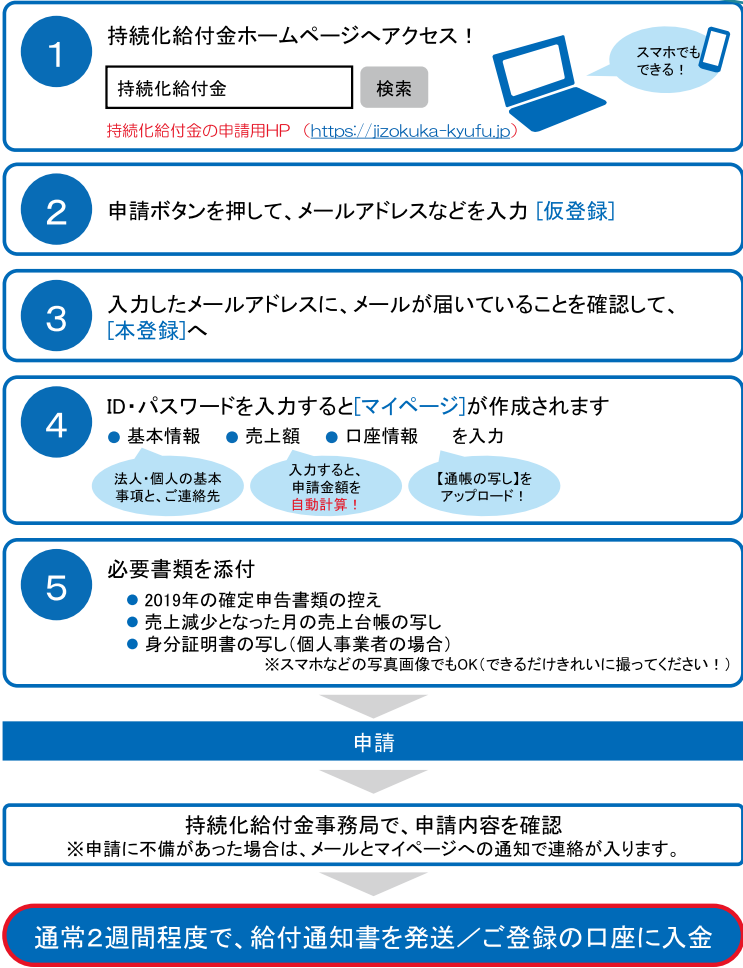 1
持続化給付金ホームページへアクセス！
スマホでも
できる！
持続化給付金
検索
持続化給付金の申請用HP （https://jizokuka-kyufu.jp）
2
申請ボタンを押して、メールアドレスなどを入力 [仮登録]
3
入力したメールアドレスに、メールが届いていることを確認して、
[本登録]へ
4
ID・パスワードを入力すると[マイページ]が作成されます
● 基本情報 ● 売上額 ● 口座情報 を入力
法人・個人の基本
事項と、ご連絡先
入力すると、
申請金額を
自動計算！
【通帳の写し】を
アップロード！
5
必要書類を添付
● 2019年の確定申告書類の控え
● 売上減少となった月の売上台帳の写し
● 身分証明書の写し（個人事業者の場合）
※スマホなどの写真画像でもOK（できるだけきれいに撮ってください！）
申請
持続化給付金事務局で、申請内容を確認
※申請に不備があった場合は、メールとマイページへの通知で連絡が入ります。
通常２週間程度で、給付通知書を発送／ご登録の口座に入金